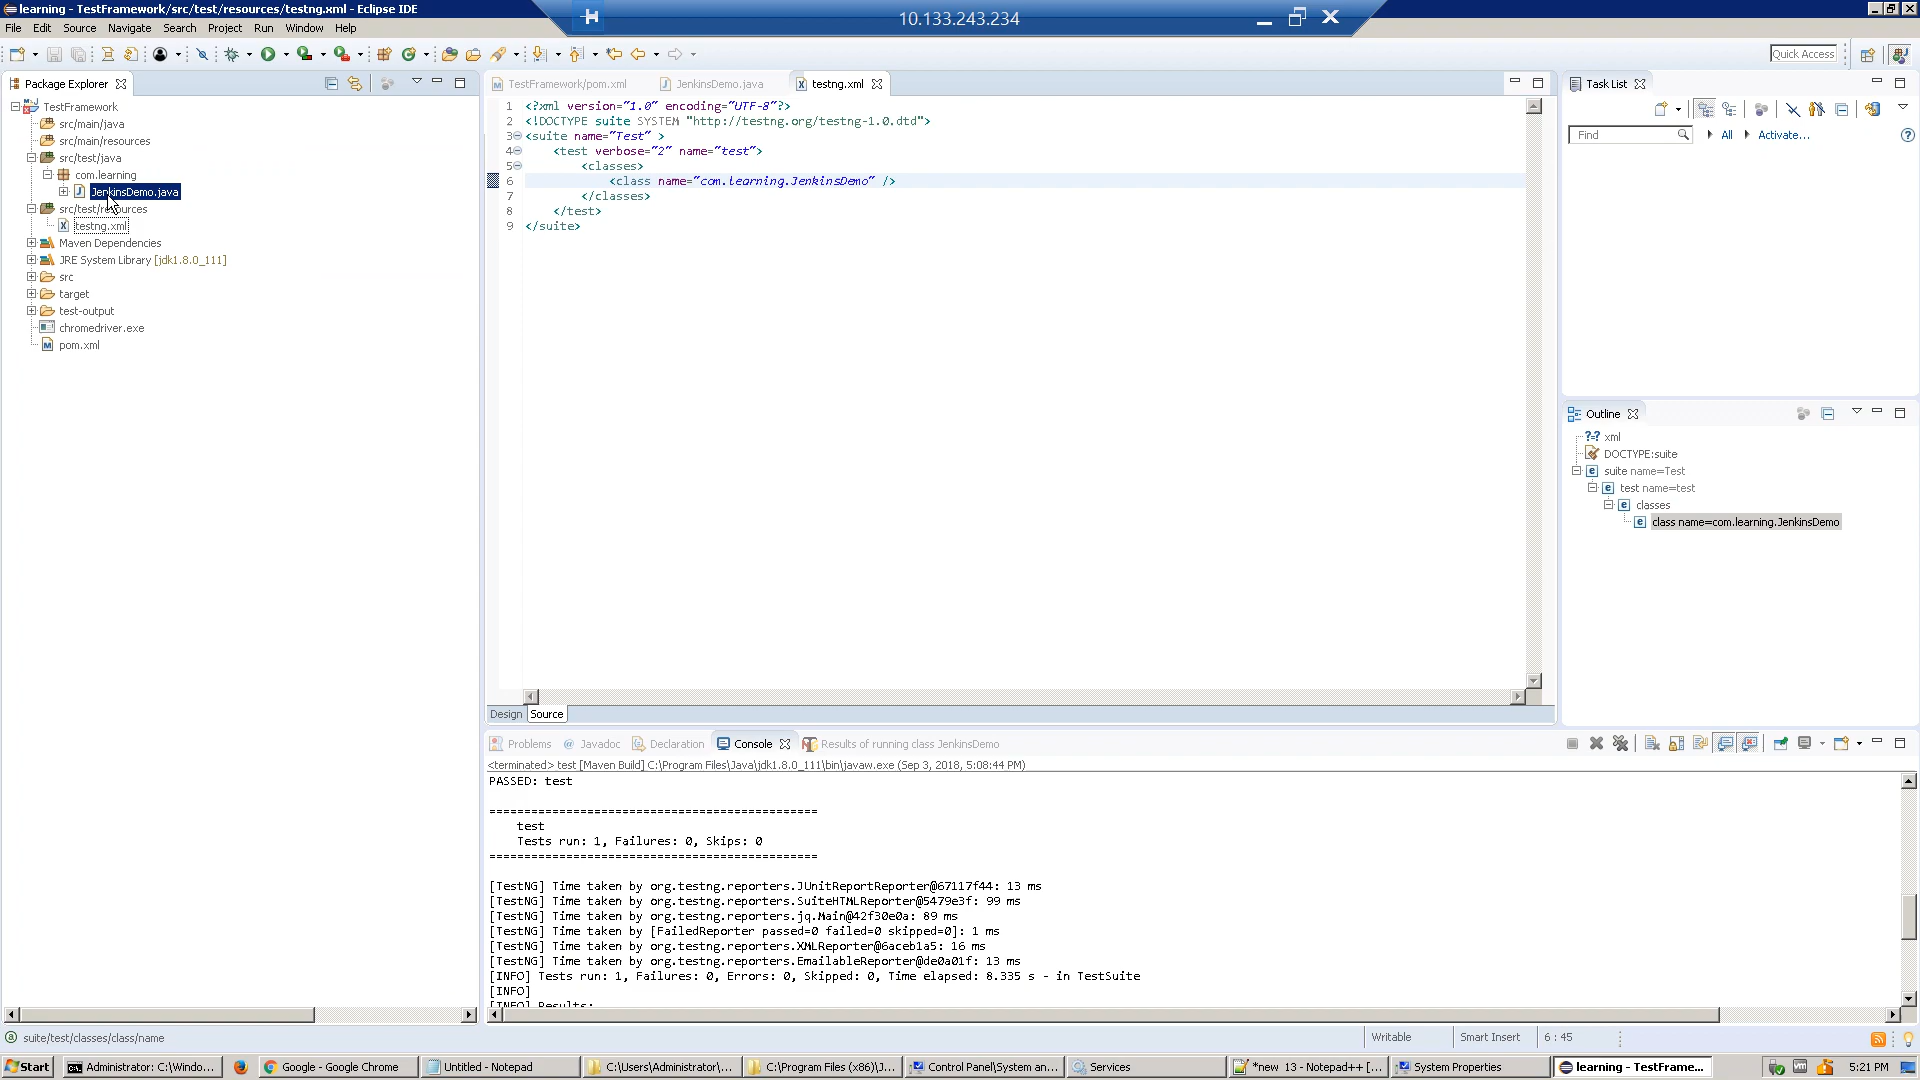 learning - TestFramework/src/test/resources/testng.xml - Eclipse IDE
10.133.243.234
File Edit Source Navigate Search Project Run Window Help
Quick Access
Package Explorer
TestFramework
src/main/java
src/main/resources
src/test/java
com.learning
JenkinsDemo.java
src/test/resources
testng.xml
Maven Dependencies
JRE System Library [jdk1.8.0_111]
src
target
test-output
chromedriver.exe
pom.xml
TestFramework/pom.xml JenkinsDemo.java testng.xml
1 <?xml version="1.0" encoding="UTF-8"?>
2 <!DOCTYPE suite SYSTEM "http://testng.org/testng-1.0.dtd">
3 <suite name="Test" >
4 <test verbose="2" name="test">
5 <classes>
6 <class name="com.learning.JenkinsDemo" />
7 </classes>
8 </test>
9 </suite>
Design Source
Task List
Find All Activate...
Outline
xml
DOCTYPE:suite
suite name=Test
test name=test
classes
class name=com.learning.JenkinsDemo
Problems Javadoc Declaration Console Results of running class JenkinsDemo
<terminated> test [Maven Build] C:\Program Files\Java\jdk1.8.0_111\bin\javaw.exe (Sep 3, 2018, 5:08:44 PM)
PASSED: test
===============================================
test
Tests run: 1, Failures: 0, Skips: 0
===============================================
[TestNG] Time taken by org.testng.reporters.JUnitReportReporter@67117f44: 13 ms
[TestNG] Time taken by org.testng.reporters.SuiteHTMLReporter@5479e3f: 99 ms
[TestNG] Time taken by org.testng.reporters.jq.Main@42f30e0a: 89 ms
[TestNG] Time taken by [FailedReporter passed=0 failed=0 skipped=0]: 1 ms
[TestNG] Time taken by org.testng.reporters.XMLReporter@6aceb1a5: 16 ms
[TestNG] Time taken by org.testng.reporters.EmailableReporter@de0a01f: 13 ms
[INFO] Tests run: 1, Failures: 0, Errors: 0, Skipped: 0, Time elapsed: 8.335 s - in TestSuite
[INFO]
[INFO] Results:
suite/test/classes/class/name
Writable Smart Insert 6 : 45
Start Administrator: C:\Windo... Google - Google Chrome Untitled - Notepad C:\Users\Administrator\... C:\Program Files (x86)\J... Control Panel\System an... Services *new 13 - Notepad++ [... System Properties learning - TestFrame... 5:21 PM